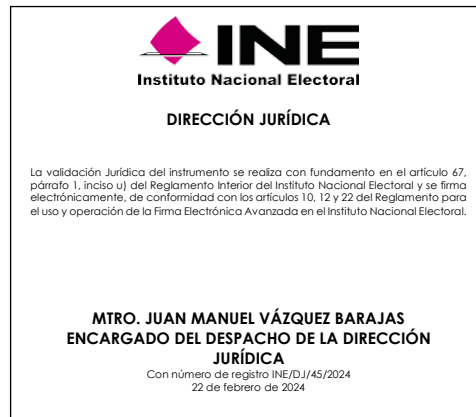 INE
Instituto Nacional Electoral
DIRECCIÓN JURÍDICA
La validación Jurídica del instrumento se realiza con fundamento en el artículo 67,
párrafo 1, inciso u) del Reglamento Interior del Instituto Nacional Electoral y se firma
electrónicamente, de conformidad con los artículos 10, 12 y 22 del Reglamento para
el uso y operación de la Firma Electrónica Avanzada en el Instituto Nacional Electoral.
MTRO. JUAN MANUEL VÁZQUEZ BARAJAS
ENCARGADO DEL DESPACHO DE LA DIRECCIÓN
JURÍDICA
Con número de registro INE/DJ/45/2024
22 de febrero de 2024